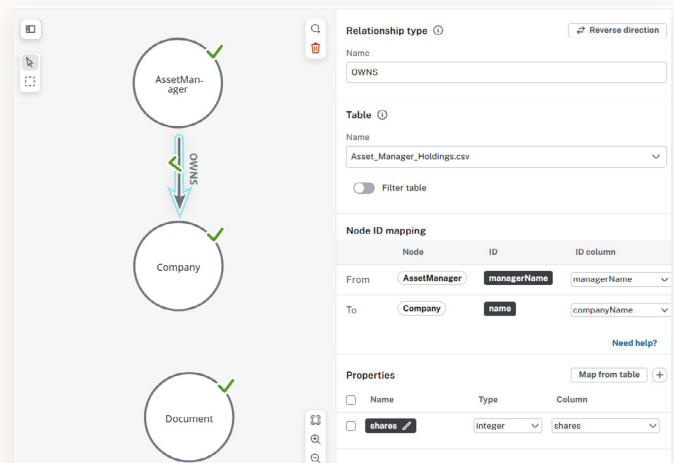 AssetMan-
ager
OWNS
Company
Document
Relationship type
Reverse direction
Name
OWNS
Table
Name
Asset_Manager_Holdings.csv
Filter table
Node ID mapping
Node ID ID column
From AssetManager managerName managerName
To Company name companyName
Need help?
Properties
Map from table
Name Type Column
shares integer shares